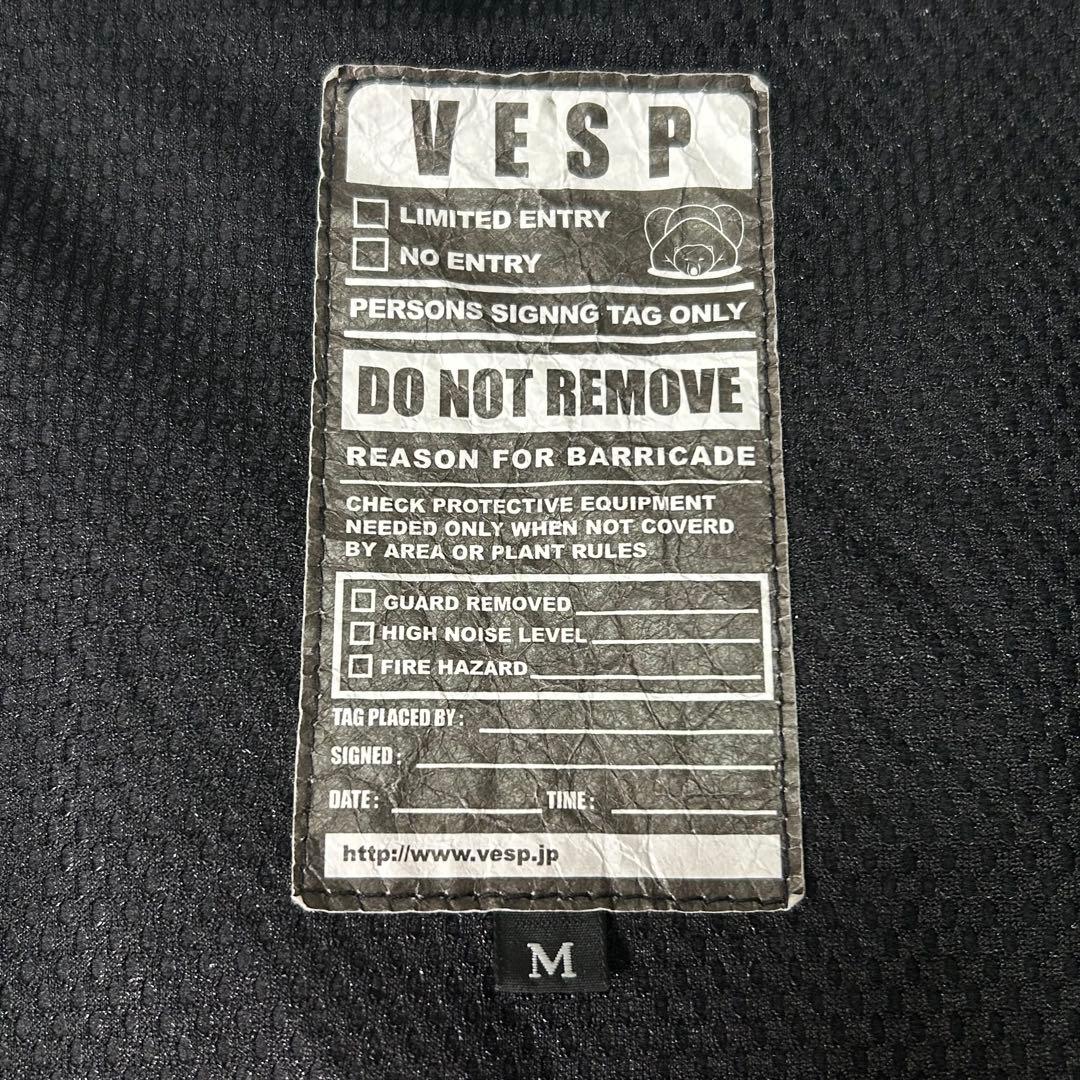 VESP
LIMITED ENTRY
NO ENTRY
PERSONS SIGNNG TAG ONLY
DO NOT REMOVE
REASON FOR BARRICADE
CHECK PROTECTIVE EQUIPMENT
NEEDED ONLY WHEN NOT COVERD
BY AREA OR PLANT RULES
GUARD REMOVED
HIGH NOISE LEVEL
FIRE HAZARD
TAG PLACED BY :
SIGNED :
DATE : TIME :
http://www.vesp.jp
M